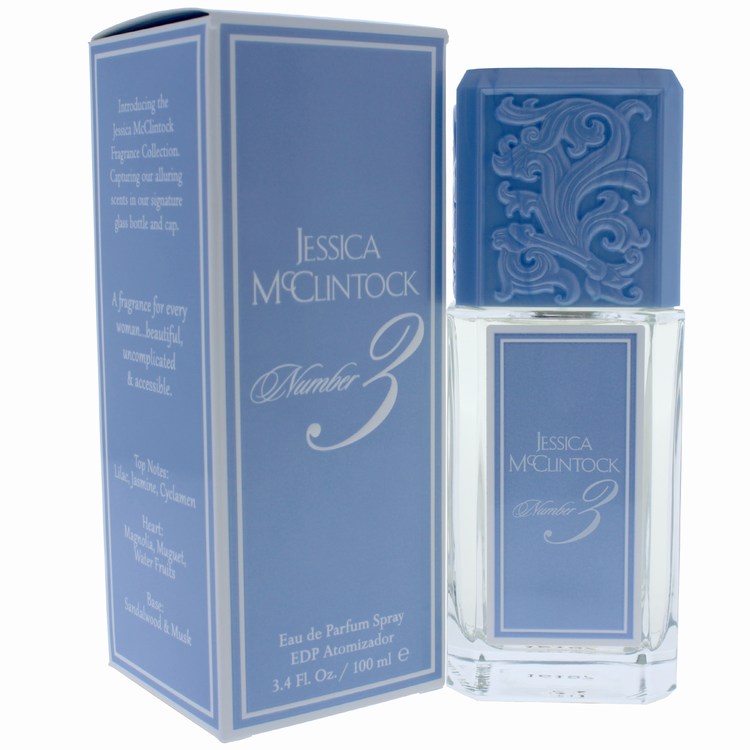 Introducing the
Jessica McClintock
Fragrance Collection.
Capturing our alluring
scents in our signature
glass bottle and cap.
A fragrance for every
woman...beautiful,
uncomplicated
& accessible.
Top Notes:
Lilac, Jasmine, Cyclamen
Heart:
Magnolia, Muguet,
Water Fruits
Base:
Sandalwood & Musk
JESSICA
MCCLINTOCK
Number 3
Eau de Parfum Spray
EDP Atomizador
3.4 Fl. Oz. / 100 ml e
JESSICA
MCCLINTOCK
Number 3